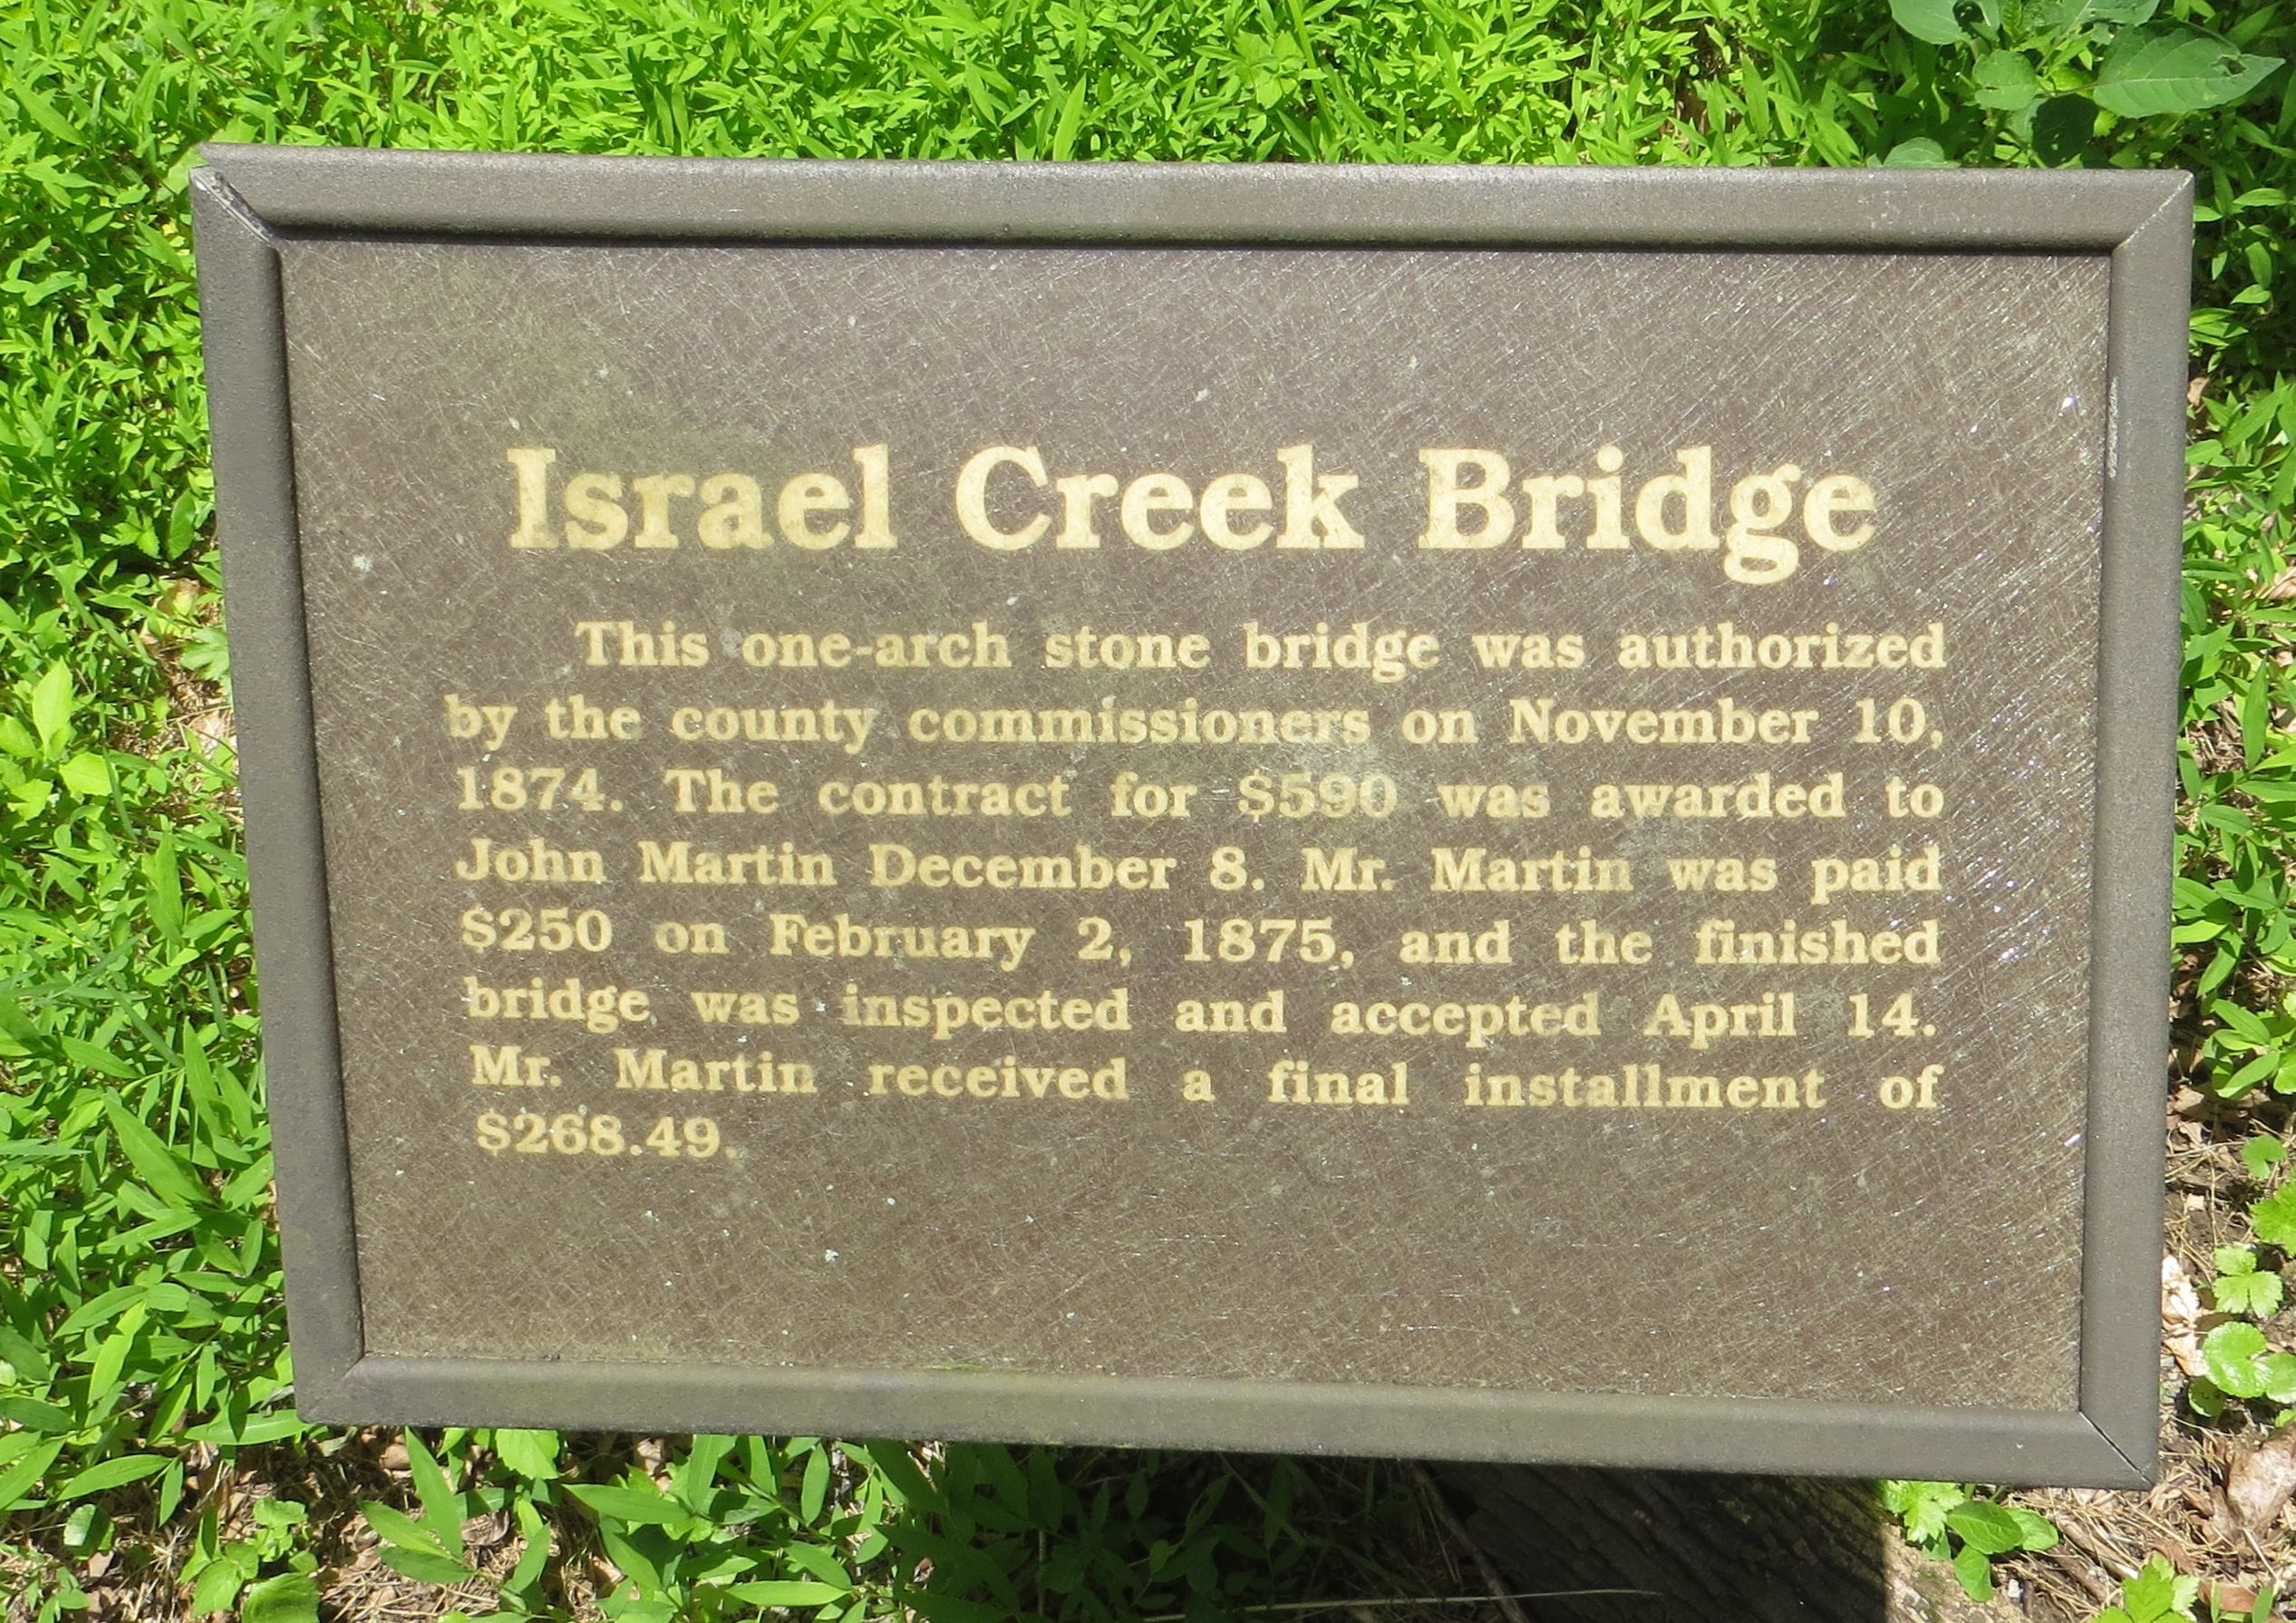 Israel Creek Bridge
This one-arch stone bridge was authorized
by the county commissioners on November 10,
1874. The contract for $590 was awarded to
John Martin December 8. Mr. Martin was paid
$250 on February 2, 1875, and the finished
bridge was inspected and accepted April 14.
Mr. Martin received a final installment of
$268.49.